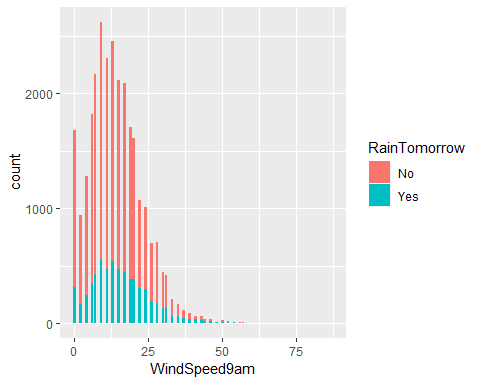 2000
1000
0
count
0 25 50 75
WindSpeed9am
RainTomorrow
No
Yes